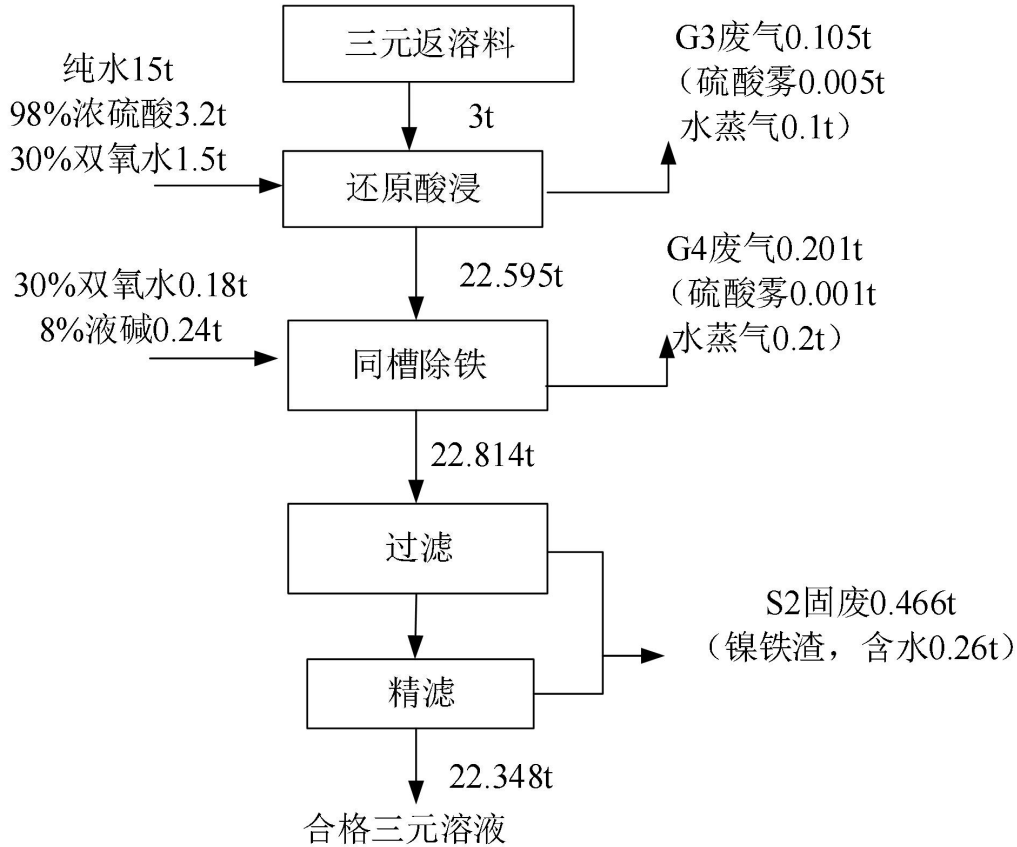 三元返溶料
G3废气0.105t
（硫酸雾0.005t
水蒸气0.1t）
纯水15t
98%浓硫酸3.2t
30%双氧水1.5t
3t
还原酸浸
22.595t
G4废气0.201t
（硫酸雾0.001t
水蒸气0.2t）
30%双氧水0.18t
8%液碱0.24t
同槽除铁
22.814t
过滤
S2固废0.466t
（镍铁渣，含水0.26t）
精滤
22.348t
合格三元溶液